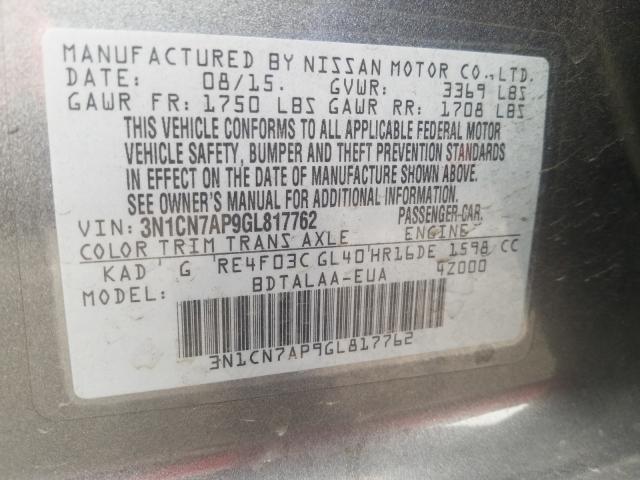 MANUFACTURED BY NISSAN MOTOR CO.,LTD.
DATE: 08/15. GVWR: 3369 LBS
GAWR FR: 1750 LBS GAWR RR: 1708 LBS
THIS VEHICLE CONFORMS TO ALL APPLICABLE FEDERAL MOTOR
VEHICLE SAFETY, BUMPER AND THEFT PREVENTION STANDARDS
IN EFFECT ON THE DATE OF MANUFACTURE SHOWN ABOVE.
SEE OWNER'S MANUAL FOR ADDITIONAL INFORMATION.
VIN: 3N1CN7AP9GL817762 PASSENGER-CAR.
COLOR TRIM TRANS AXLE ENGINE
KAD G RE4F03C GL40 HR16DE 1598 CC
MODEL: BDTALAA-EUA 4Z000
3N1CN7AP9GL817762